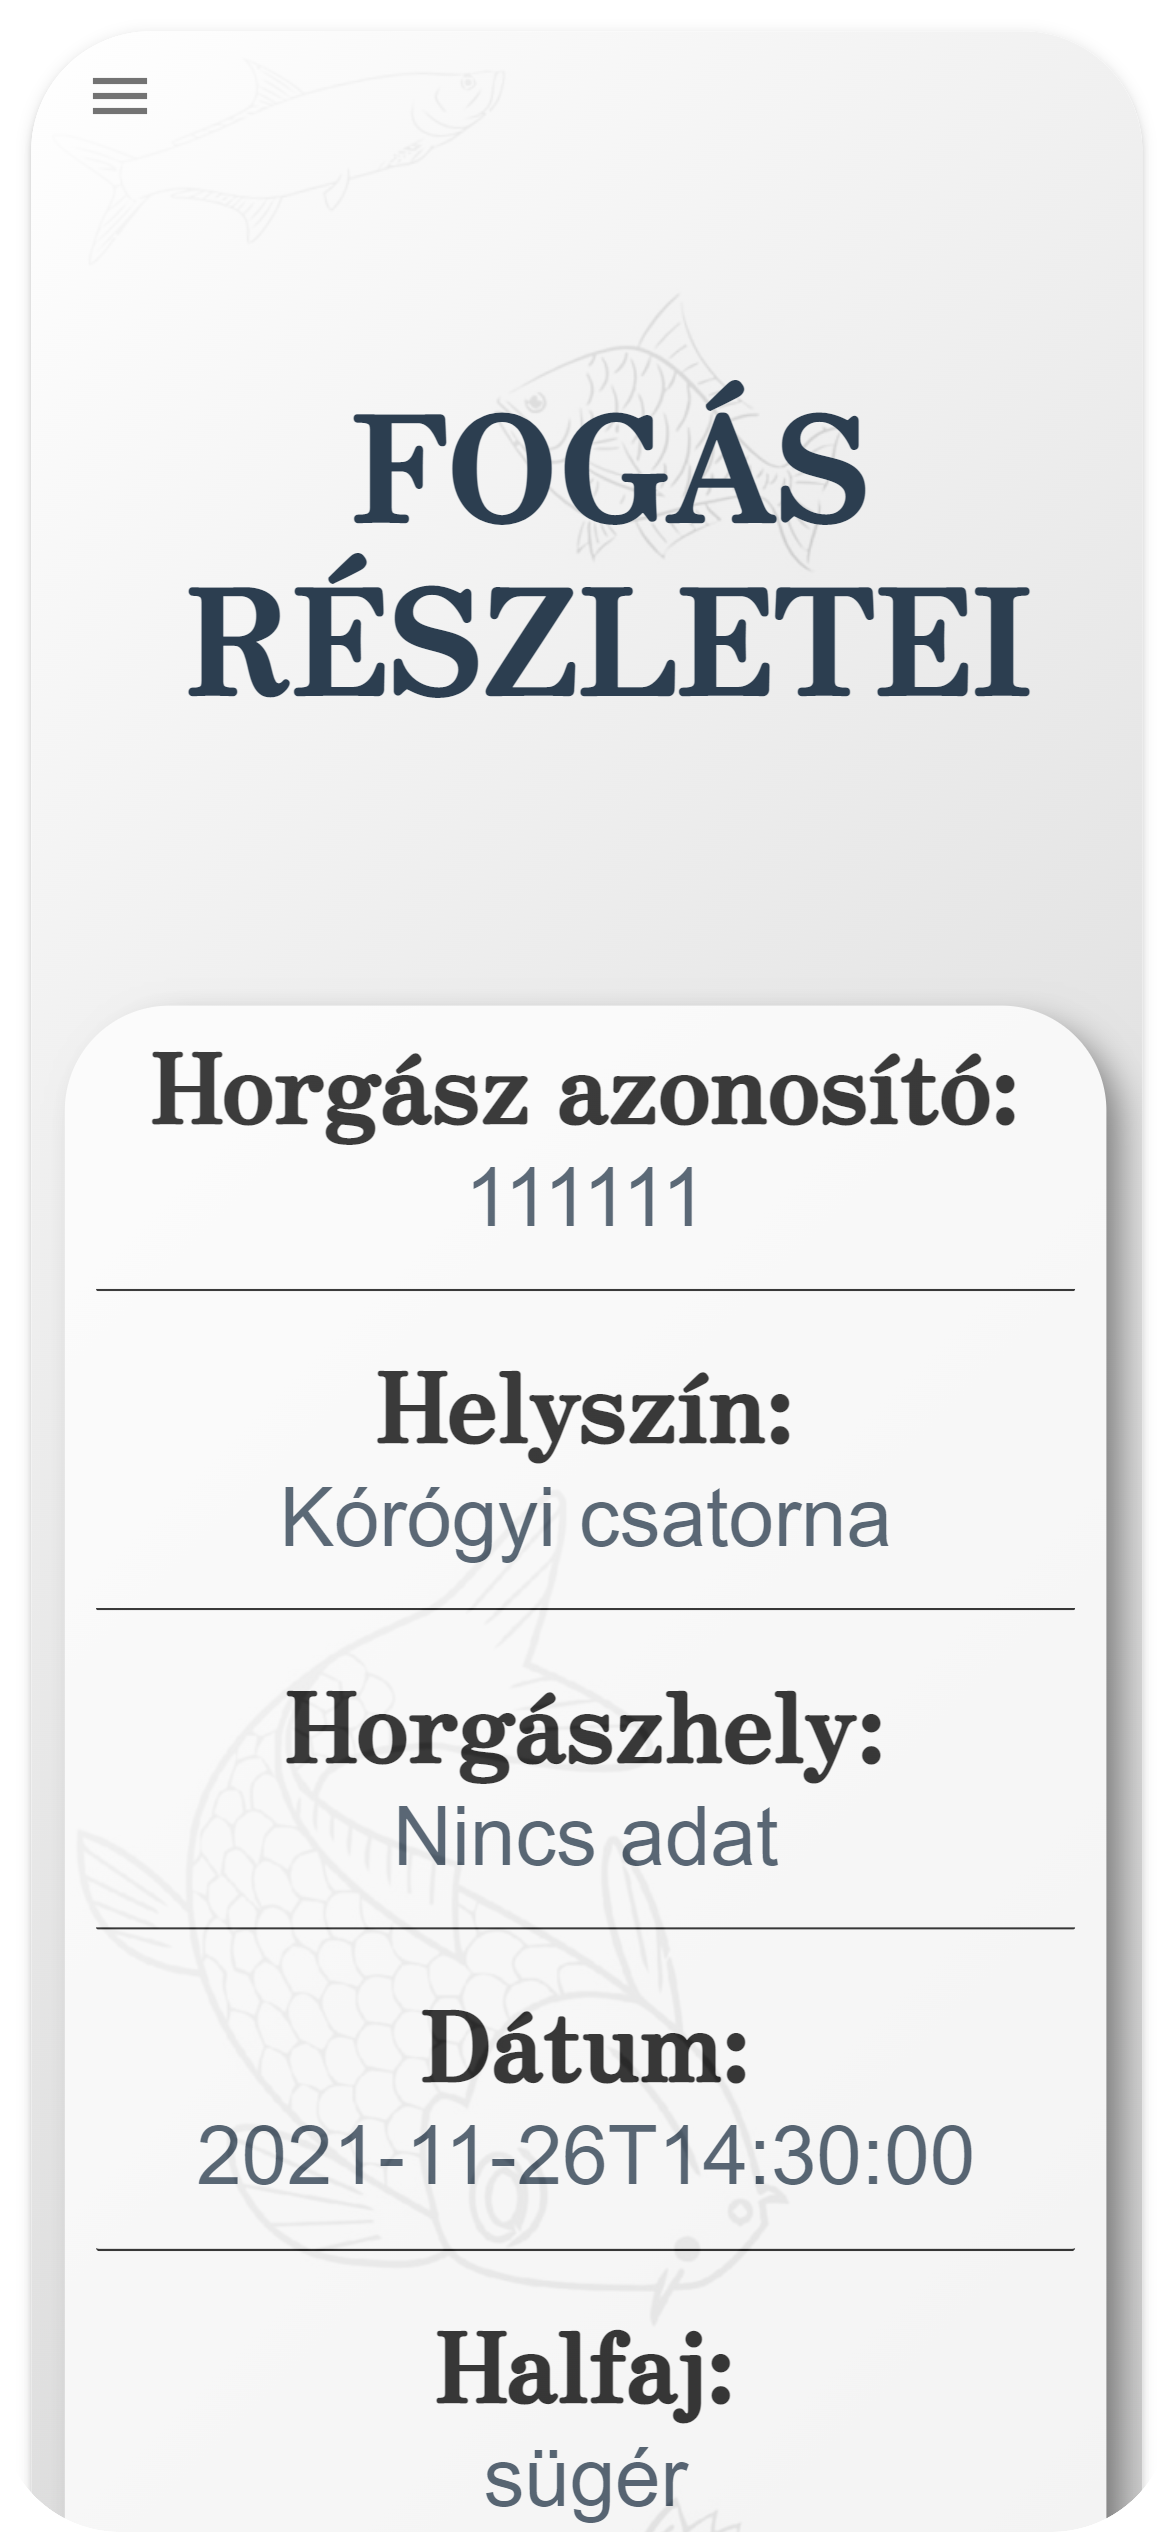 FOGÁS
RÉSZLETEI
Horgász azonosító:
111111
Helyszín:
Kórógyi csatorna
Horgászhely:
Nincs adat
Dátum:
2021-11-26T14:30:00
Halfaj:
sügér